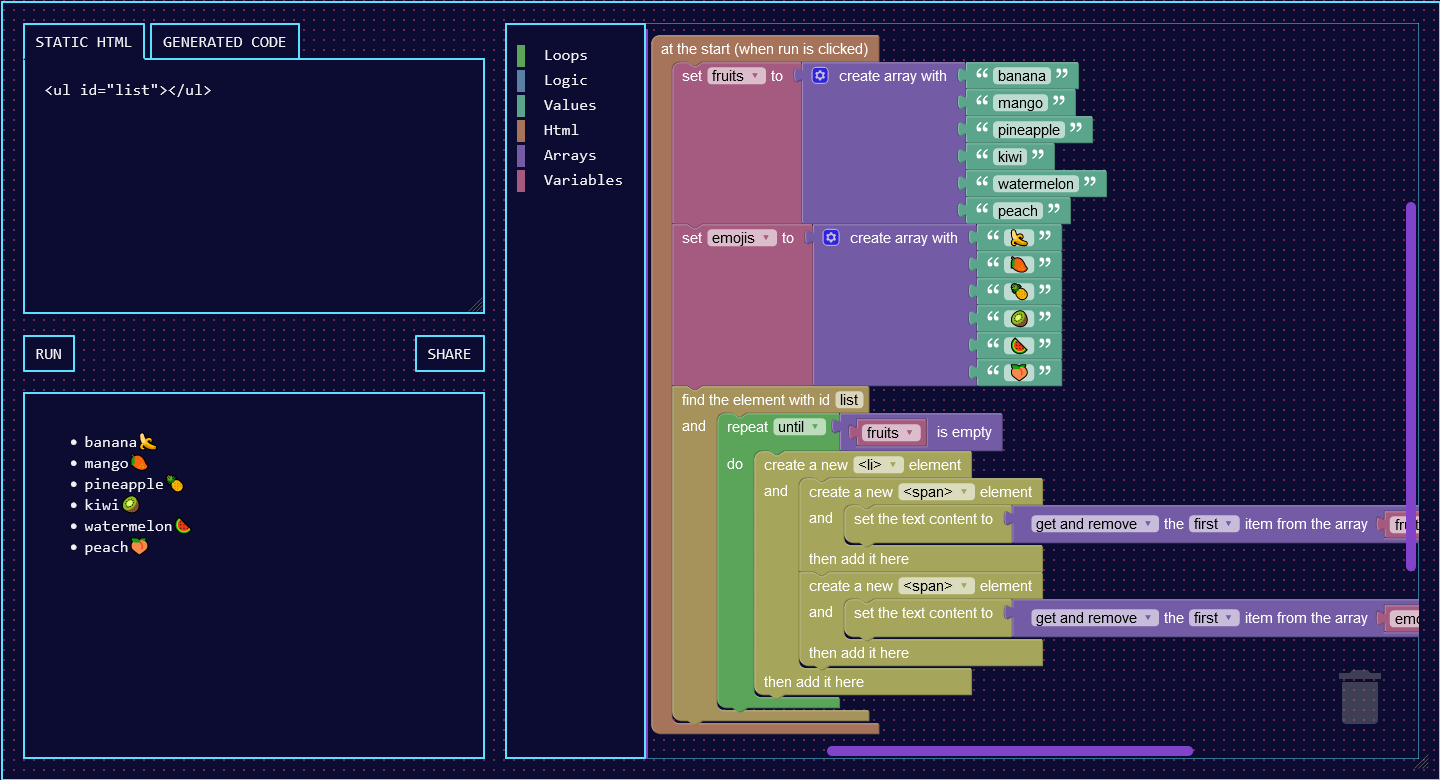 STATIC HTML
GENERATED CODE
<ul id="list"></ul>
RUN
SHARE
• banana🍌
• mango🥭
• pineapple🍍
• kiwi🥝
• watermelon🍉
• peach🍑
Loops
Logic
Values
Html
Arrays
Variables
at the start (when run is clicked)
set fruits ▾ to create array with “ banana ”
“ mango ”
“ pineapple ”
“ kiwi ”
“ watermelon ”
“ peach ”
set emojis ▾ to create array with “ 🍌 ”
“ 🥭 ”
“ 🍍 ”
“ 🥝 ”
“ 🍉 ”
“ 🍑 ”
find the element with id list
and repeat until ▾ fruits ▾ is empty
do create a new <li> ▾ element
and create a new <span> ▾ element
and set the text content to get and remove ▾ the first ▾ item from the array
then add it here
create a new <span> ▾ element
and set the text content to get and remove ▾ the first ▾ item from the array
then add it here
then add it here